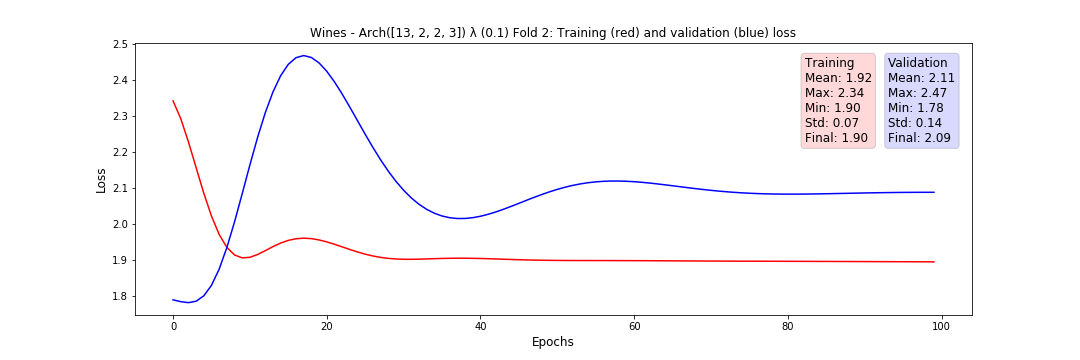 Wines - Arch([13, 2, 2, 3]) λ (0.1) Fold 2: Training (red) and validation (blue) loss
2.5
2.4
2.3
2.2
2.1
2.0
1.9
1.8
Loss
Training
Mean: 1.92
Max: 2.34
Min: 1.90
Std: 0.07
Final: 1.90
Validation
Mean: 2.11
Max: 2.47
Min: 1.78
Std: 0.14
Final: 2.09
0 20 40 60 80 100
Epochs